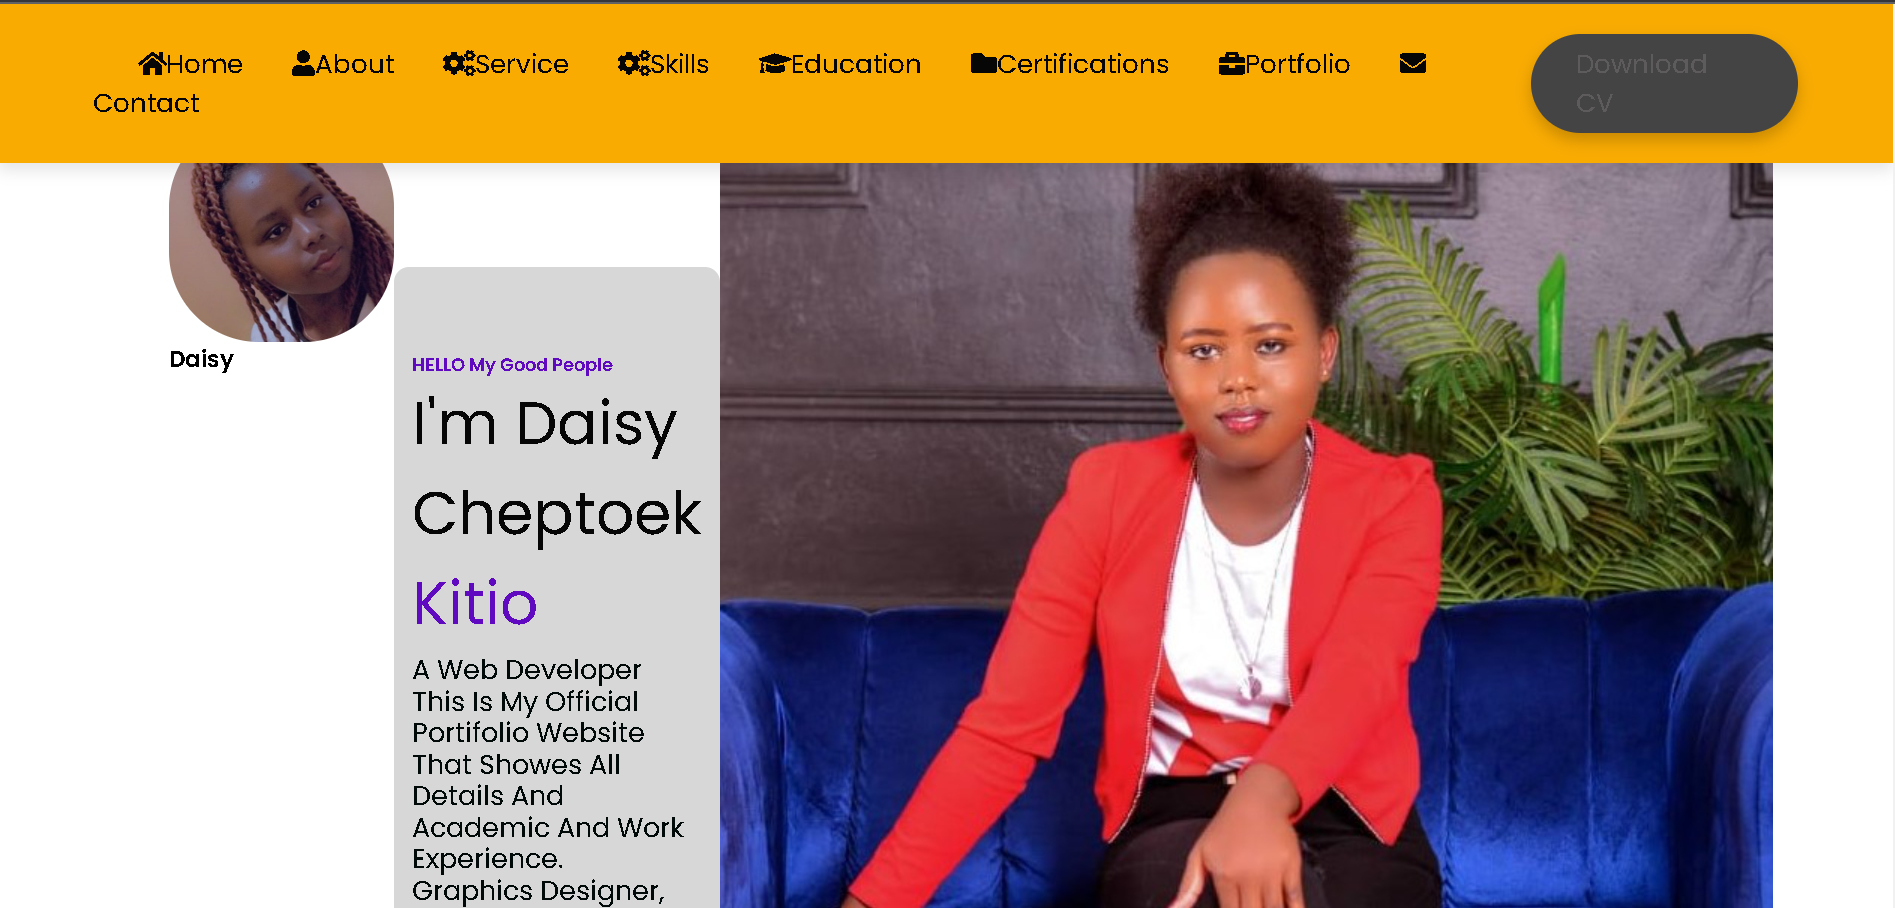 Home About Service Skills Education Certifications Portfolio
Contact
Download
CV
Daisy
HELLO My Good People
I'm Daisy
Cheptoek
Kitio
A Web Developer
This Is My Official
Portifolio Website
That Showes All
Details And
Academic And Work
Experience.
Graphics Designer,